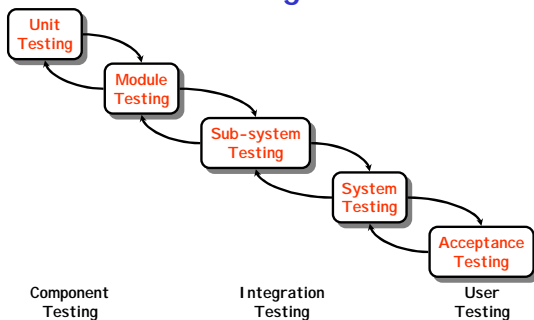 Unit
Testing
Module
Testing
Sub-system
Testing
System
Testing
Acceptance
Testing
Component
Testing
Integration
Testing
User
Testing